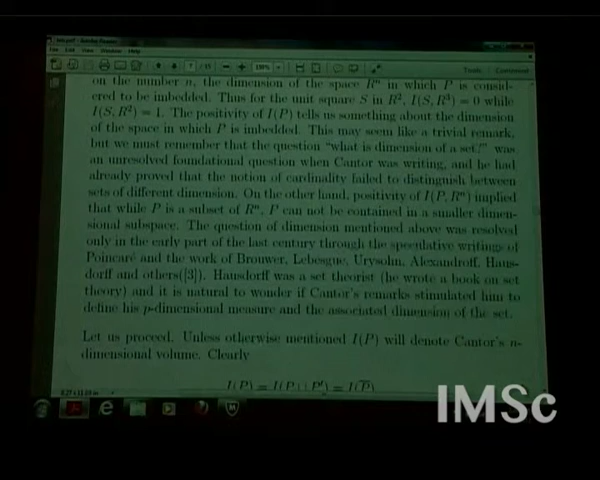 on the number n, the dimension of the space Rⁿ in which P is consid-
ered to be imbedded. Thus for the unit square S in R², I(S, R³) = 0 while
I(S, R²) = 1. The positivity of I(P) tells us something about the dimension
of the space in which P is imbedded. This may seem like a trivial remark,
but we must remember that the question "what is dimension of a set?" was
an unresolved foundational question when Cantor was writing, and he had
already proved that the notion of cardinality failed to distinguish between
sets of different dimension. On the other hand, positivity of I(P, Rⁿ) implied
that while P is a subset of Rⁿ, P can not be contained in a smaller dimen-
sional subspace. The question of dimension mentioned above was resolved
only in the early part of the last century through the speculative writings of
Poincaré and the work of Brouwer, Lebesgue, Urysohn, Alexandroff, Haus-
dorff and others([3]). Hausdorff was a set theorist (he wrote a book on set
theory) and it is natural to wonder if Cantor's remarks stimulated him to
define his p-dimensional measure and the associated dimension of the set.
Let us proceed. Unless otherwise mentioned I(P) will denote Cantor's n-
dimensional volume. Clearly
IMSc